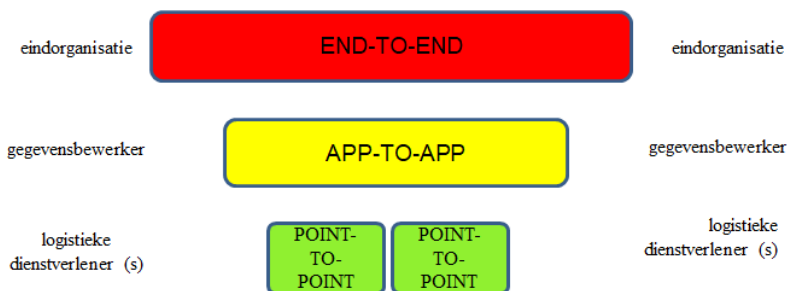 eindorganisatie
END-TO-END
eindorganisatie
gegevensbewerker
APP-TO-APP
gegevensbewerker
logistieke
dienstverlener (s)
POINT-
TO-
POINT
POINT-
TO-
POINT
logistieke
dienstverlener (s)